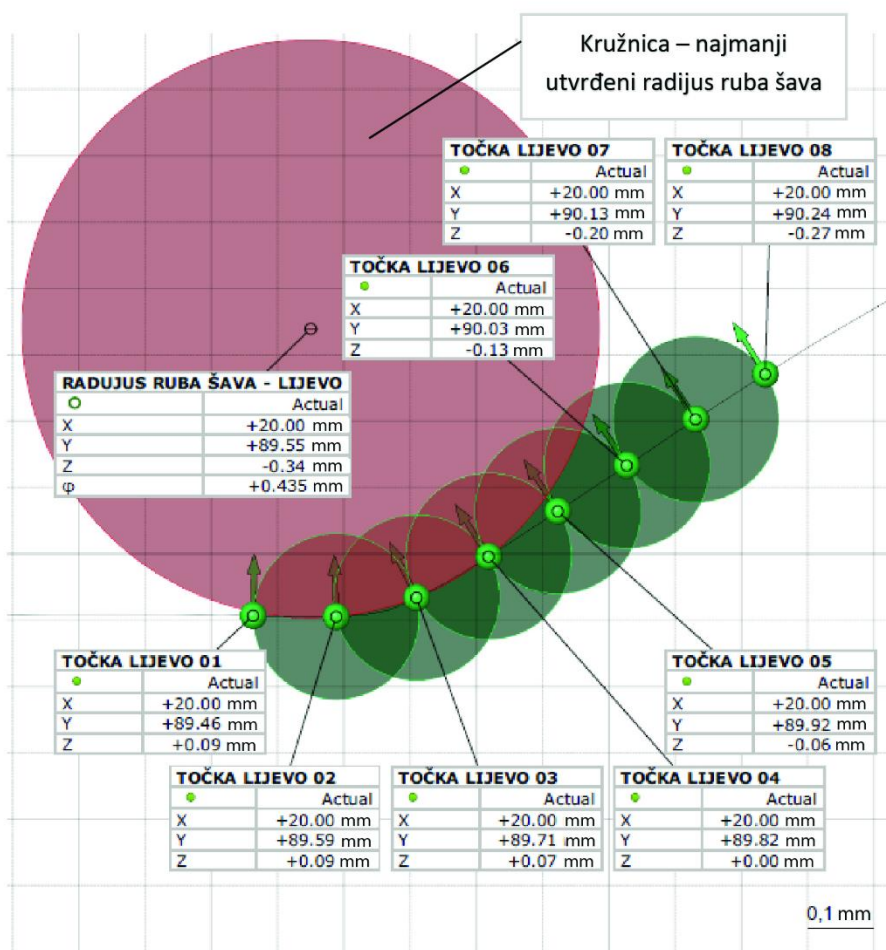 Kružnica – najmanji
utvrđeni radijus ruba šava
TOČKA LIJEVO 07
Actual
X +20.00 mm
Y +90.13 mm
Z -0.20 mm
TOČKA LIJEVO 08
Actual
X +20.00 mm
Y +90.24 mm
Z -0.27 mm
TOČKA LIJEVO 06
Actual
X +20.00 mm
Y +90.03 mm
Z -0.13 mm
RADUJUS RUBA ŠAVA - LIJEVO
Actual
X +20.00 mm
Y +89.55 mm
Z -0.34 mm
φ +0.435 mm
TOČKA LIJEVO 01
Actual
X +20.00 mm
Y +89.46 mm
Z +0.09 mm
TOČKA LIJEVO 05
Actual
X +20.00 mm
Y +89.92 mm
Z -0.06 mm
TOČKA LIJEVO 02
Actual
X +20.00 mm
Y +89.59 mm
Z +0.09 mm
TOČKA LIJEVO 03
Actual
X +20.00 mm
Y +89.71 mm
Z +0.07 mm
TOČKA LIJEVO 04
Actual
X +20.00 mm
Y +89.82 mm
Z +0.00 mm
0,1 mm